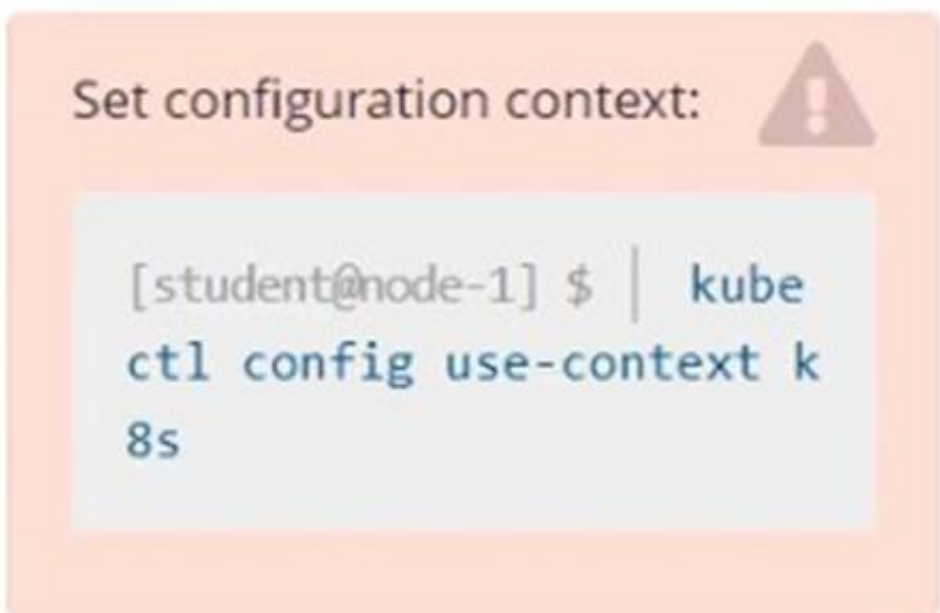 Set configuration context:
[student@node-1] $ | kube
ctl config use-context k
8s